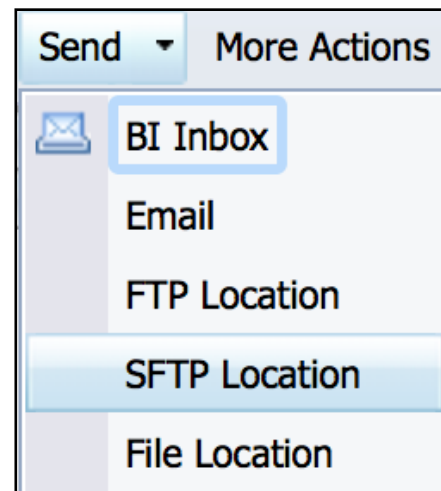 Send More Actions
BI Inbox
Email
FTP Location
SFTP Location
File Location